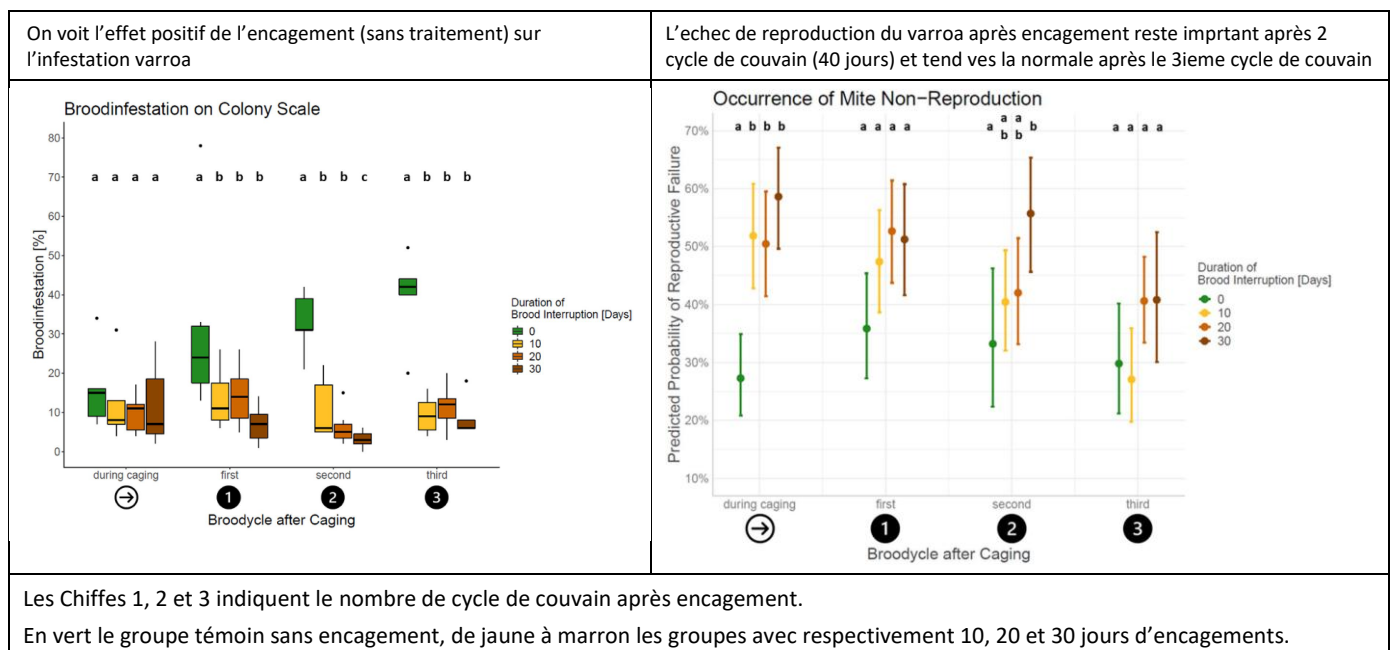 On voit l'effet positif de l'encagement (sans traitement) sur
l'infestation varroa
L'echec de reproduction du varroa après encagement reste imprtant après 2
cycle de couvain (40 jours) et tend ves la normale après le 3ieme cycle de couvain
Broodinfestation on Colony Scale
80
70
60
50
40
30
20
10
0
Broodinfestation [%]
a a a a
a b b b
a b b c
a b b b
during caging
first
second
third
1
2
3
Broodycle after Caging
Duration of
Brood Interruption [Days]
0
10
20
30
Occurrence of Mite Non−Reproduction
70%
60%
50%
40%
30%
20%
10%
Predicted Probability of Reproductive Failure
a b b b
a a a a
a a
a b
b b
a a a a
during caging
first
second
third
1
2
3
Broodycle after Caging
Duration of
Brood Interruption [Days]
0
10
20
30
Les Chiffes 1, 2 et 3 indiquent le nombre de cycle de couvain après encagement.
En vert le groupe témoin sans encagement, de jaune à marron les groupes avec respectivement 10, 20 et 30 jours d'encagements.